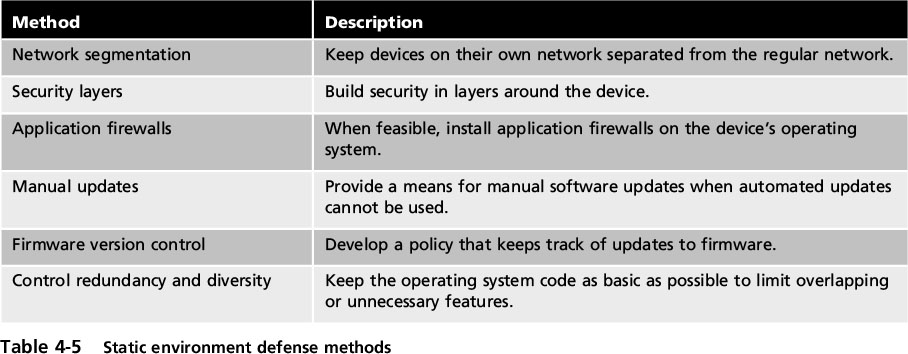 Method Description
Network segmentation Keep devices on their own network separated from the regular network.
Security layers Build security in layers around the device.
Application firewalls When feasible, install application firewalls on the device’s operating
system.
Manual updates Provide a means for manual software updates when automated updates
cannot be used.
Firmware version control Develop a policy that keeps track of updates to firmware.
Control redundancy and diversity Keep the operating system code as basic as possible to limit overlapping
or unnecessary features.
Table 4-5 Static environment defense methods